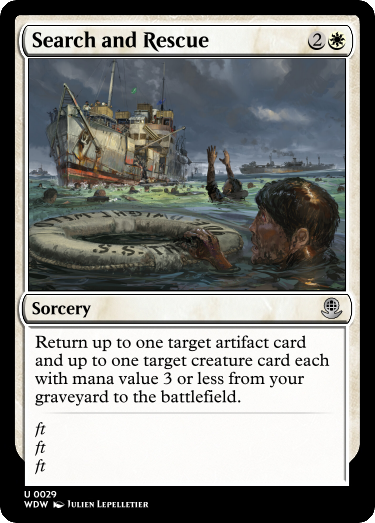 Search and Rescue 2
Sorcery
Return up to one target artifact card
and up to one target creature card each
with mana value 3 or less from your
graveyard to the battlefield.
ft
ft
ft
U 0029
WDW Julien Lepelletier